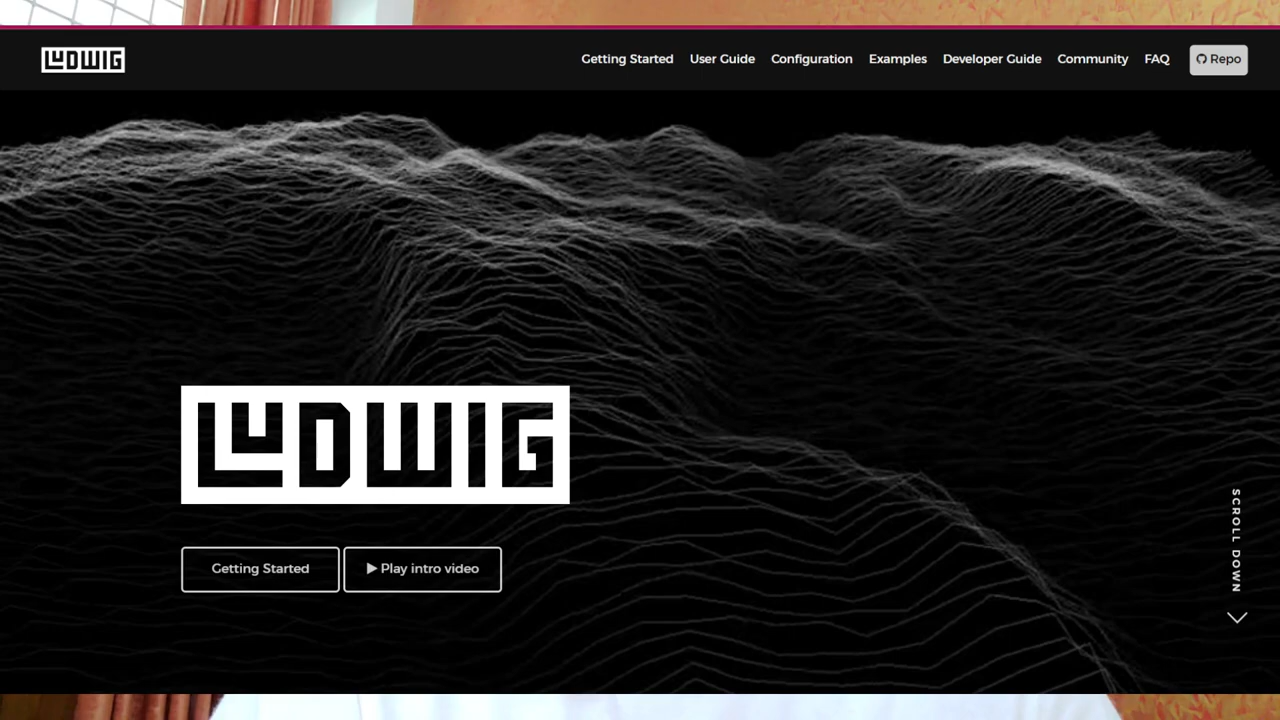 LUDWIG
Getting Started User Guide Configuration Examples Developer Guide Community FAQ Repo
LUDWIG
Getting Started Play intro video
SCROLL DOWN